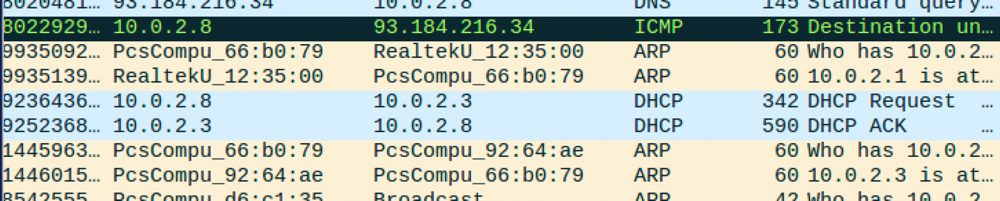 8020481… 93.184.216.34 10.0.2.8 DNS 145 Standard query…
8022929… 10.0.2.8 93.184.216.34 ICMP 173 Destination un…
9935092… PcsCompu_66:b0:79 RealtekU_12:35:00 ARP 60 Who has 10.0.2…
9935139… RealtekU_12:35:00 PcsCompu_66:b0:79 ARP 60 10.0.2.1 is at…
9236436… 10.0.2.8 10.0.2.3 DHCP 342 DHCP Request …
9252368… 10.0.2.3 10.0.2.8 DHCP 590 DHCP ACK …
1445963… PcsCompu_66:b0:79 PcsCompu_92:64:ae ARP 60 Who has 10.0.2…
1446015… PcsCompu_92:64:ae PcsCompu_66:b0:79 ARP 60 10.0.2.3 is at…
8542555 PcsCompu_d6:c1:35 Broadcast ARP 42 Who has 10.0.2…